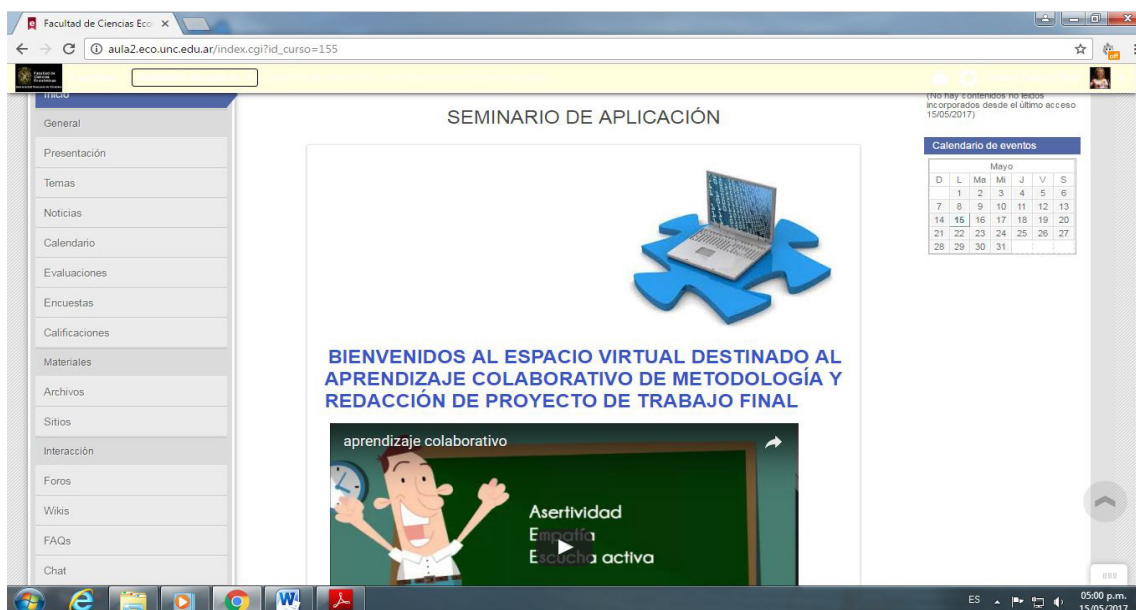 Facultad de Ciencias Eco
aula2.eco.unc.edu.ar/index.cgi?id_curso=155
off
Facultad de
Ciencias
Económicas
Inicio
General
Presentación
Temas
Noticias
Calendario
Evaluaciones
Encuestas
Calificaciones
Materiales
Archivos
Sitios
Interacción
Foros
Wikis
FAQs
Chat
SEMINARIO DE APLICACIÓN
BIENVENIDOS AL ESPACIO VIRTUAL DESTINADO AL
APRENDIZAJE COLABORATIVO DE METODOLOGÍA Y
REDACCIÓN DE PROYECTO DE TRABAJO FINAL
aprendizaje colaborativo
Asertividad
Empatía
Escucha activa
(No hay contenidos no leídos
incorporados desde el último acceso
15/05/2017)
Calendario de eventos
Mayo
D L Ma Mi J V S
1 2 3 4 5 6
7 8 9 10 11 12 13
14 15 16 17 18 19 20
21 22 23 24 25 26 27
28 29 30 31
ES
05:00 p.m.
15/05/2017